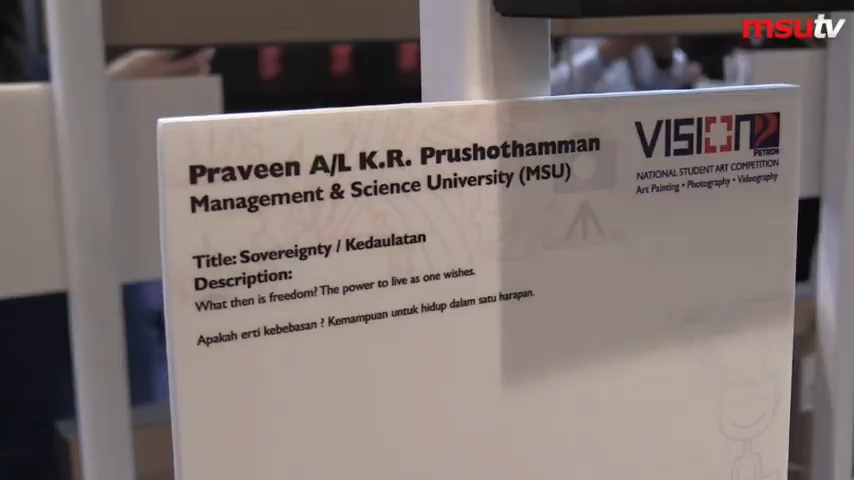 msutv
Praveen A/L K.R. Prushothamman
Management & Science University (MSU)
VISION
PETRON
NATIONAL STUDENT ART COMPETITION
Art Painting • Photography • Videography
Title: Sovereignty / Kedaulatan
Description:
What then is freedom? The power to live as one wishes.
Apakah erti kebebasan ? Kemampuan untuk hidup dalam satu harapan.